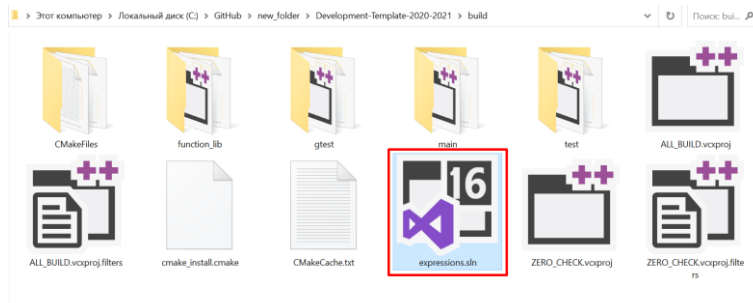 Этот компьютер > Локальный диск (C:) > GitHub > new_folder > Development-Template-2020-2021 > build
Поиск: bui...
CMakeFiles
function_lib
gtest
main
test
ALL_BUILD.vcxproj
16
ALL_BUILD.vcxproj.filters
cmake_install.cmake
CMakeCache.txt
expressions.sln
ZERO_CHECK.vcxproj
ZERO_CHECK.vcxproj.filte
rs